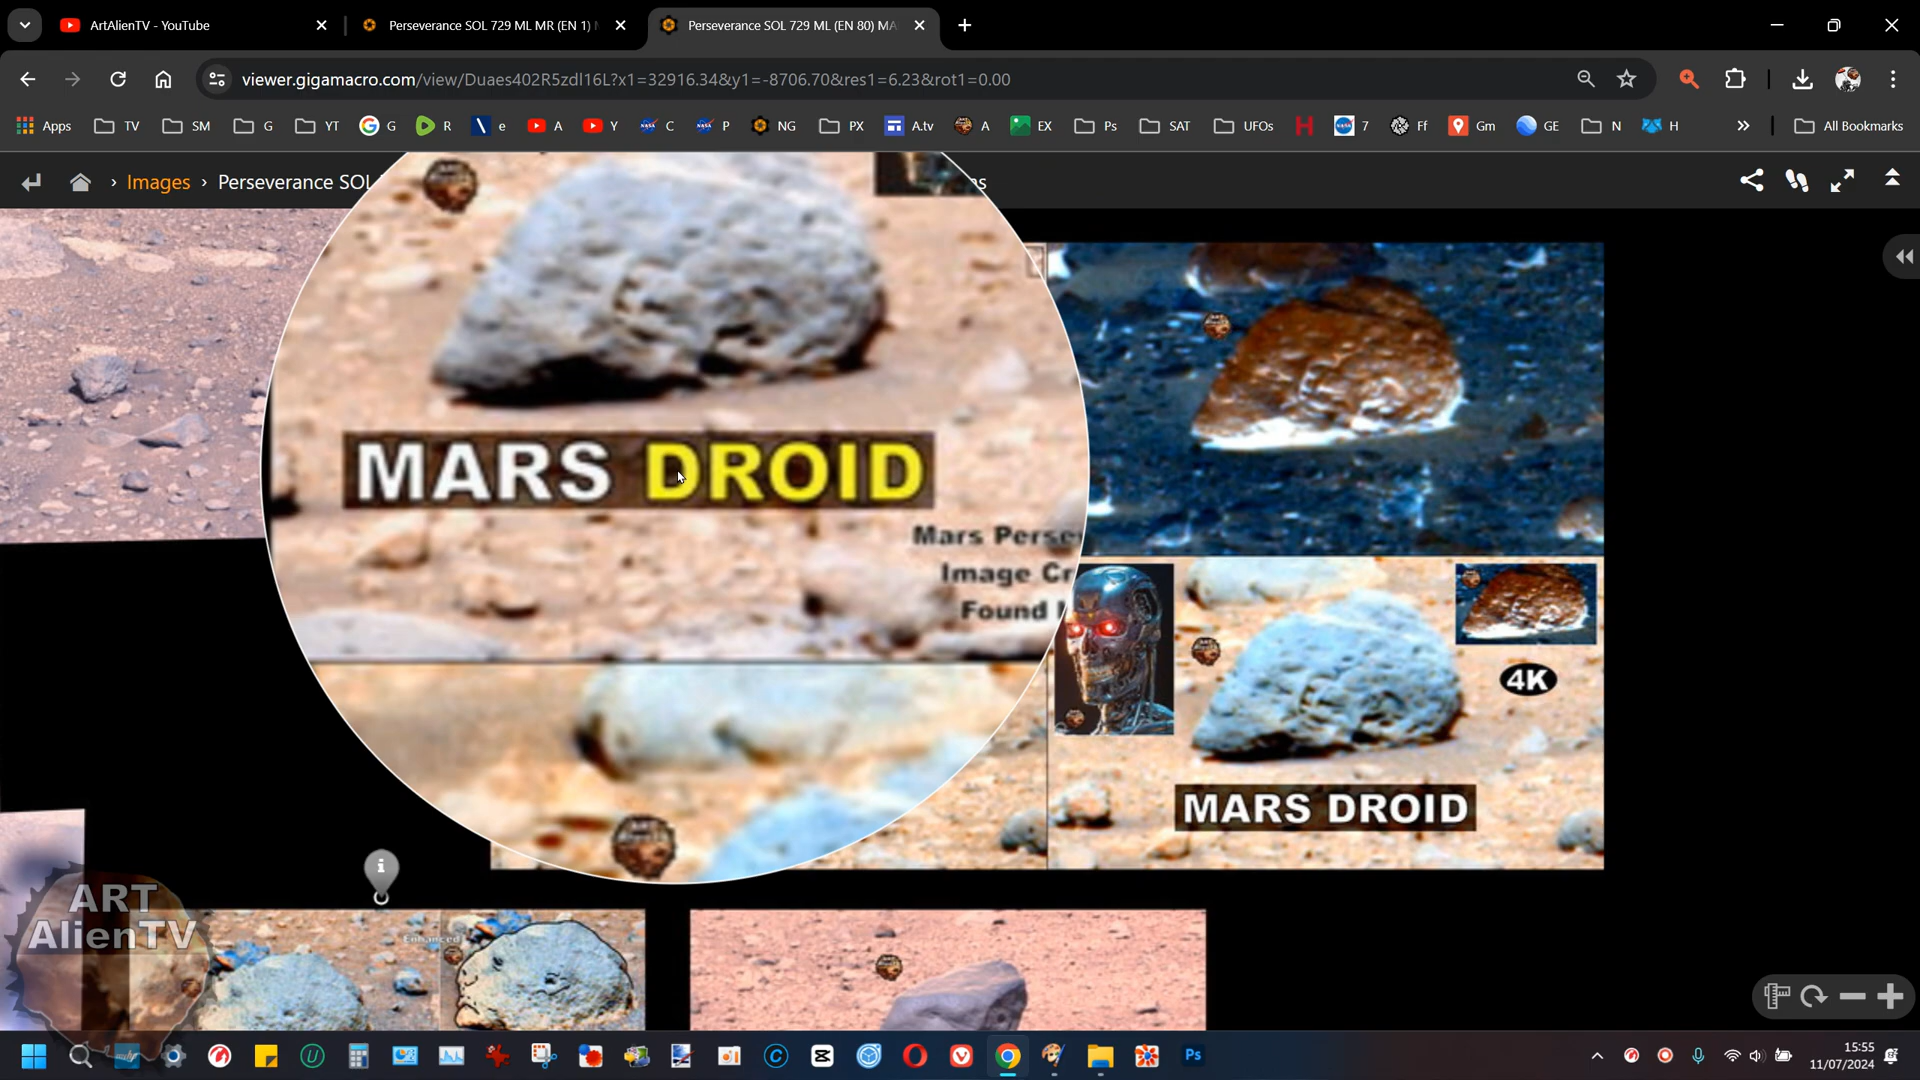 ArtAlienTV - YouTube
Perseverance SOL 729 ML MR (EN 1)
Perseverance SOL 729 ML (EN 80) MA
viewer.gigamacro.com/view/Duaes402R5zdl16L?x1=32916.34&y1=-8706.70&res1=6.23&rot1=0.00
Apps TV SM G YT G R e A Y C P NG PX A.tv A EX Ps SAT UFOs 7 Ff Gm GE N H All Bookmarks
Images › Perseverance SOL
MARS DROID
Mars Perse
Image Cr
Found
4K
MARS DROID
Enhanced
ART
AlienTV
Ps
15:55
11/07/2024